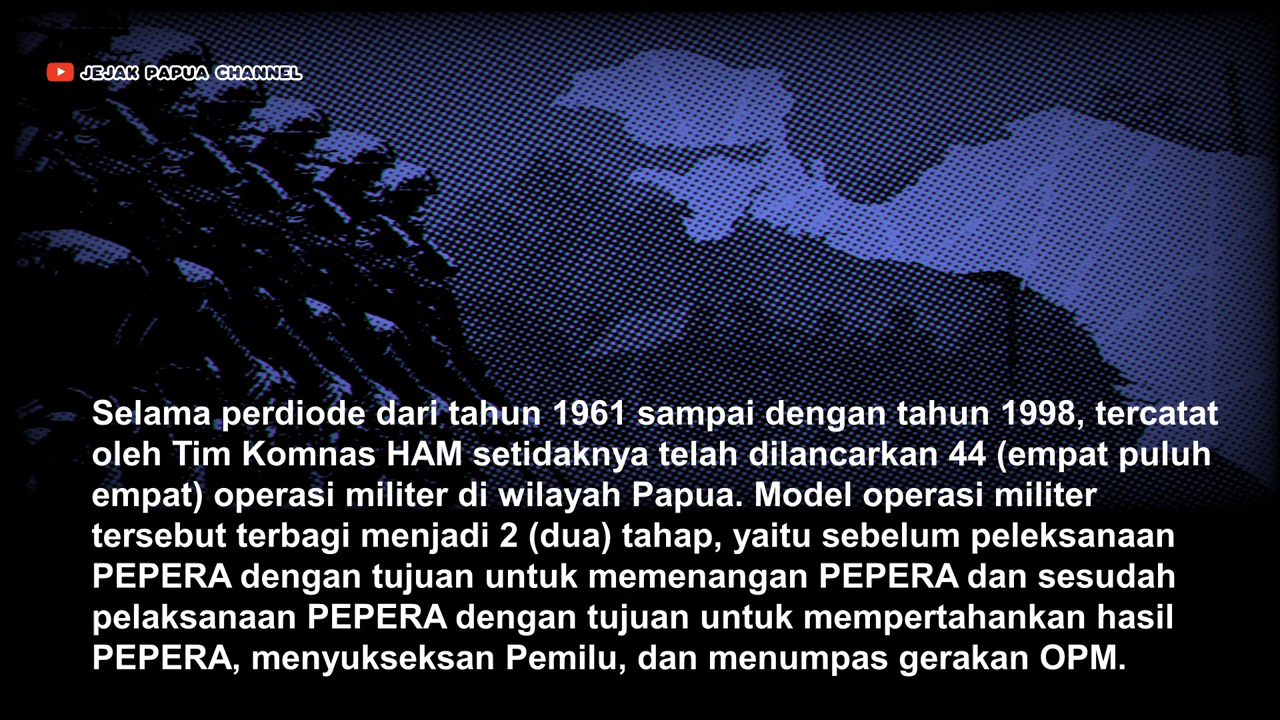 JEJAK PAPUA CHANNEL
Selama perdiode dari tahun 1961 sampai dengan tahun 1998, tercatat
oleh Tim Komnas HAM setidaknya telah dilancarkan 44 (empat puluh
empat) operasi militer di wilayah Papua. Model operasi militer
tersebut terbagi menjadi 2 (dua) tahap, yaitu sebelum peleksanaan
PEPERA dengan tujuan untuk memenangan PEPERA dan sesudah
pelaksanaan PEPERA dengan tujuan untuk mempertahankan hasil
PEPERA, menyukseksan Pemilu, dan menumpas gerakan OPM.